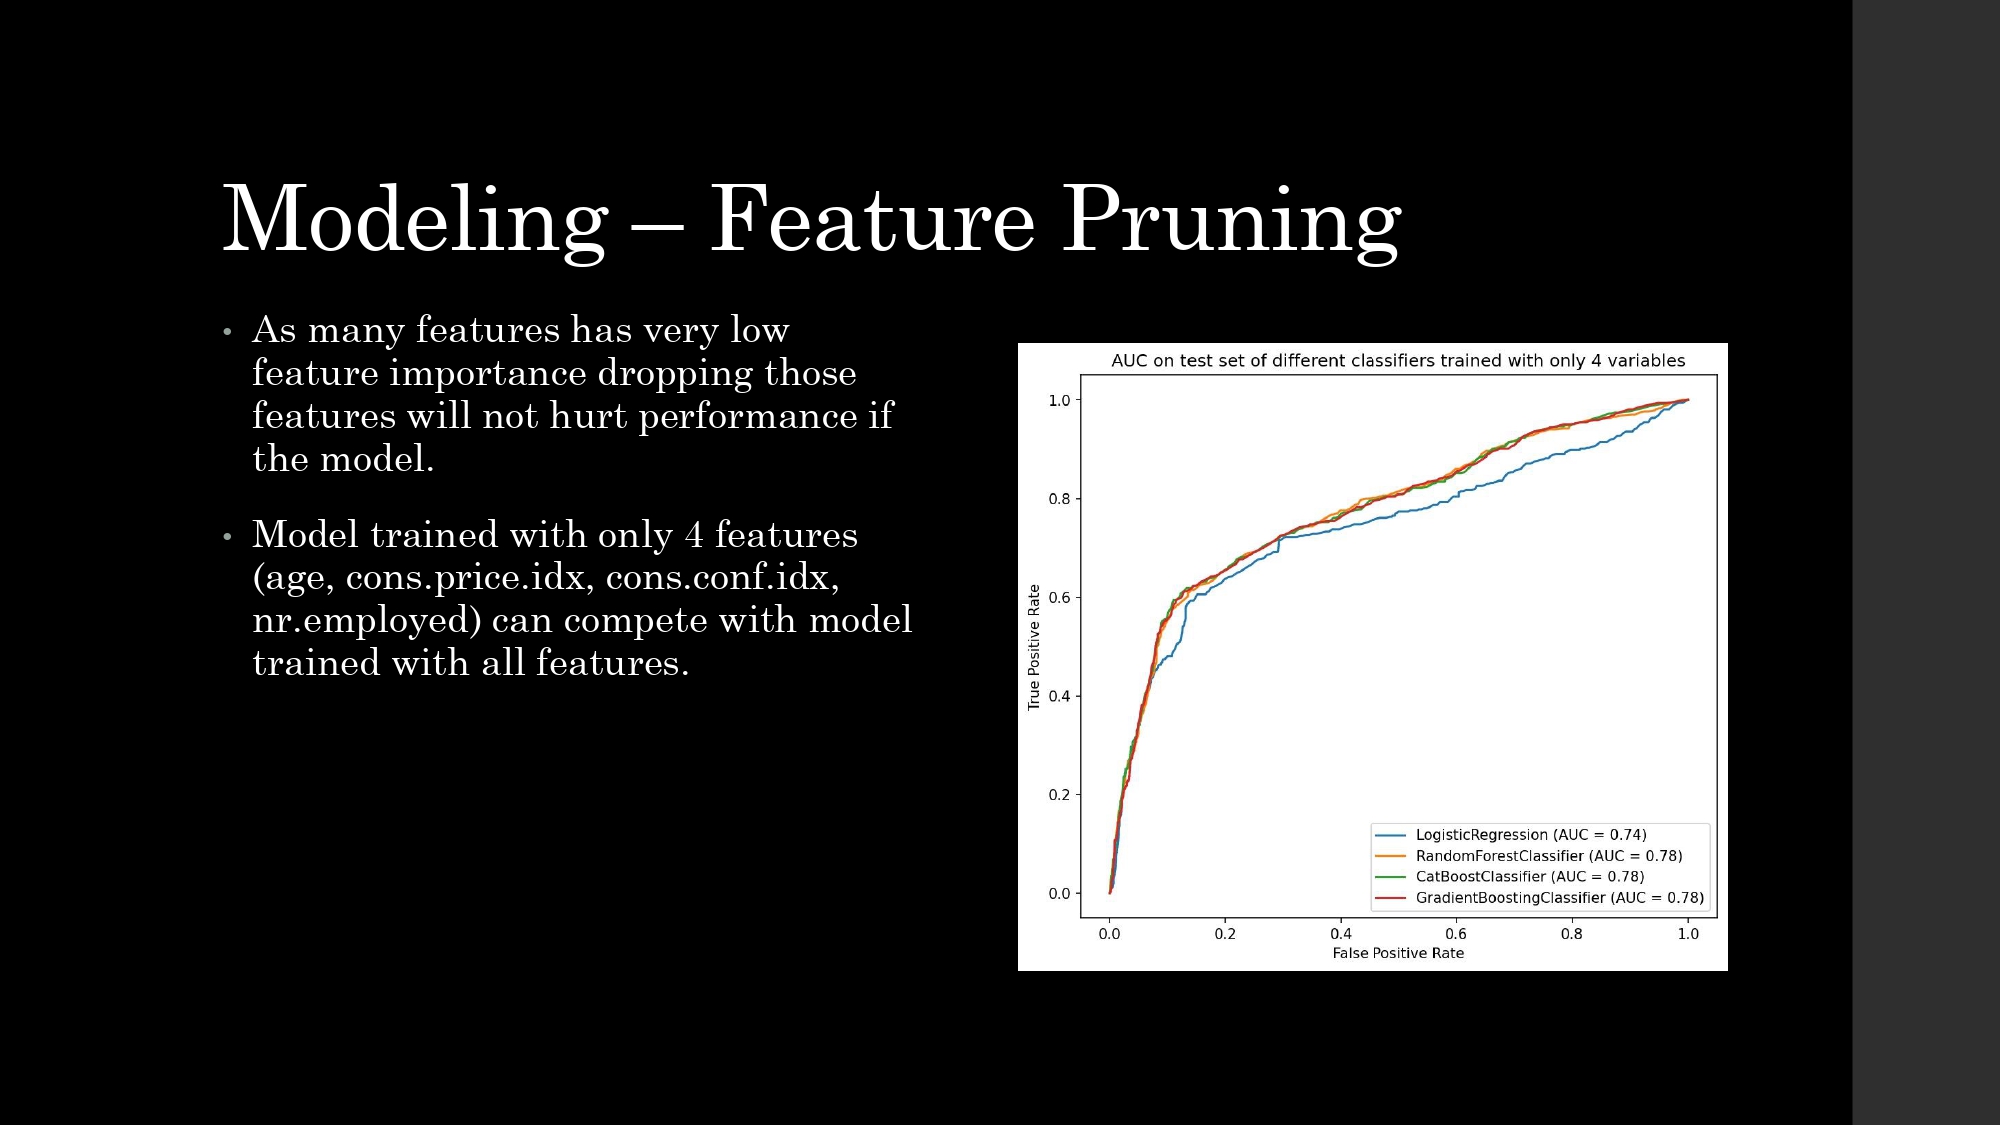 Modeling – Feature Pruning
• As many features has very low
feature importance dropping those
features will not hurt performance if
the model.
• Model trained with only 4 features
(age, cons.price.idx, cons.conf.idx,
nr.employed) can compete with model
trained with all features.
AUC on test set of different classifiers trained with only 4 variables
True Positive Rate
1.0
0.8
0.6
0.4
0.2
0.0
LogisticRegression (AUC = 0.74)
RandomForestClassifier (AUC = 0.78)
CatBoostClassifier (AUC = 0.78)
GradientBoostingClassifier (AUC = 0.78)
0.0 0.2 0.4 0.6 0.8 1.0
False Positive Rate